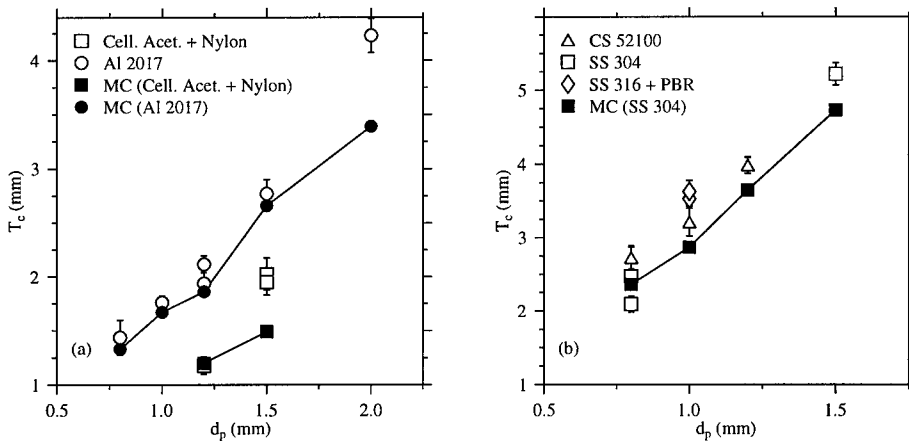 Cell. Acet. + Nylon
Al 2017
MC (Cell. Acet. + Nylon)
MC (Al 2017)
4
3
2
1
T_c (mm)
(a)
0.5
1.0
1.5
2.0
d_p (mm)
CS 52100
SS 304
SS 316 + PBR
MC (SS 304)
5
4
3
2
1
T_c (mm)
(b)
0.5
1.0
1.5
d_p (mm)